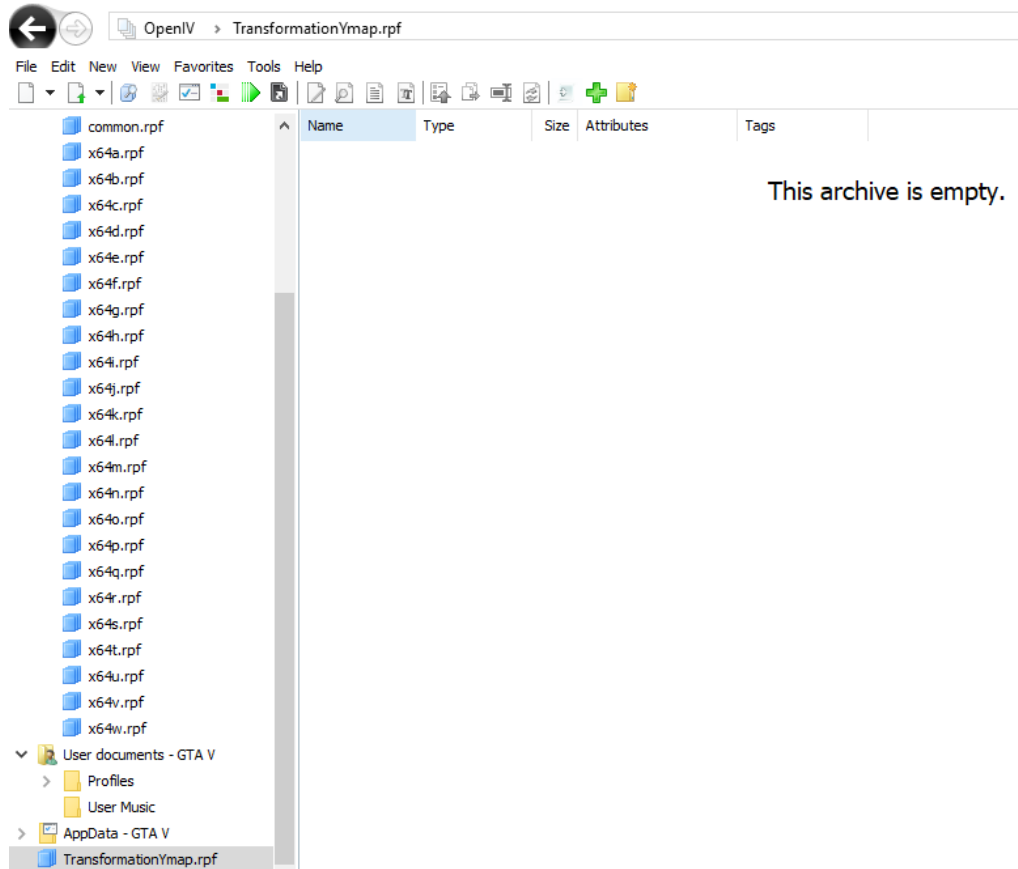 OpenIV > TransformationYmap.rpf
File Edit New View Favorites Tools Help
Name Type Size Attributes Tags
This archive is empty.
common.rpf
x64a.rpf
x64b.rpf
x64c.rpf
x64d.rpf
x64e.rpf
x64f.rpf
x64g.rpf
x64h.rpf
x64i.rpf
x64j.rpf
x64k.rpf
x64l.rpf
x64m.rpf
x64n.rpf
x64o.rpf
x64p.rpf
x64q.rpf
x64r.rpf
x64s.rpf
x64t.rpf
x64u.rpf
x64v.rpf
x64w.rpf
User documents - GTA V
Profiles
User Music
AppData - GTA V
TransformationYmap.rpf